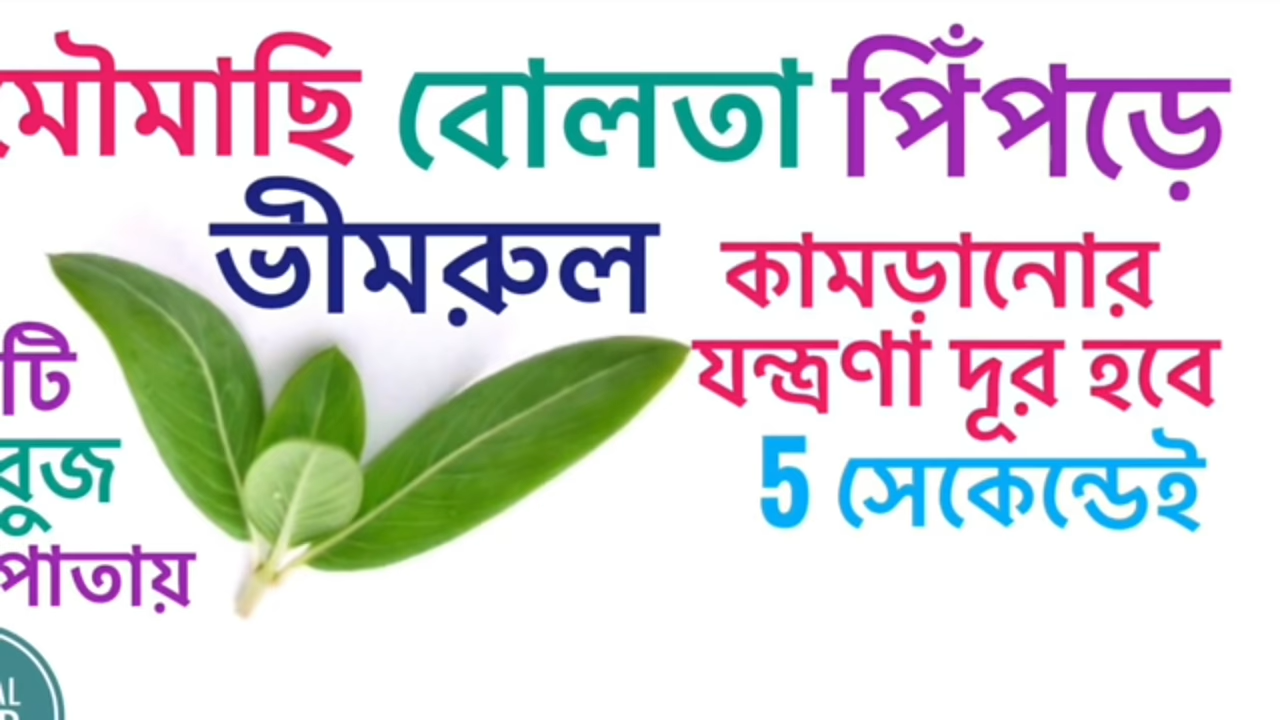 মৌমাছি বোলতা পিঁপড়ে
ভীমরুল
কামড়ানোর
যন্ত্রণা দূর হবে
5 সেকেন্ডেই
টি
বুজ
পাতায়